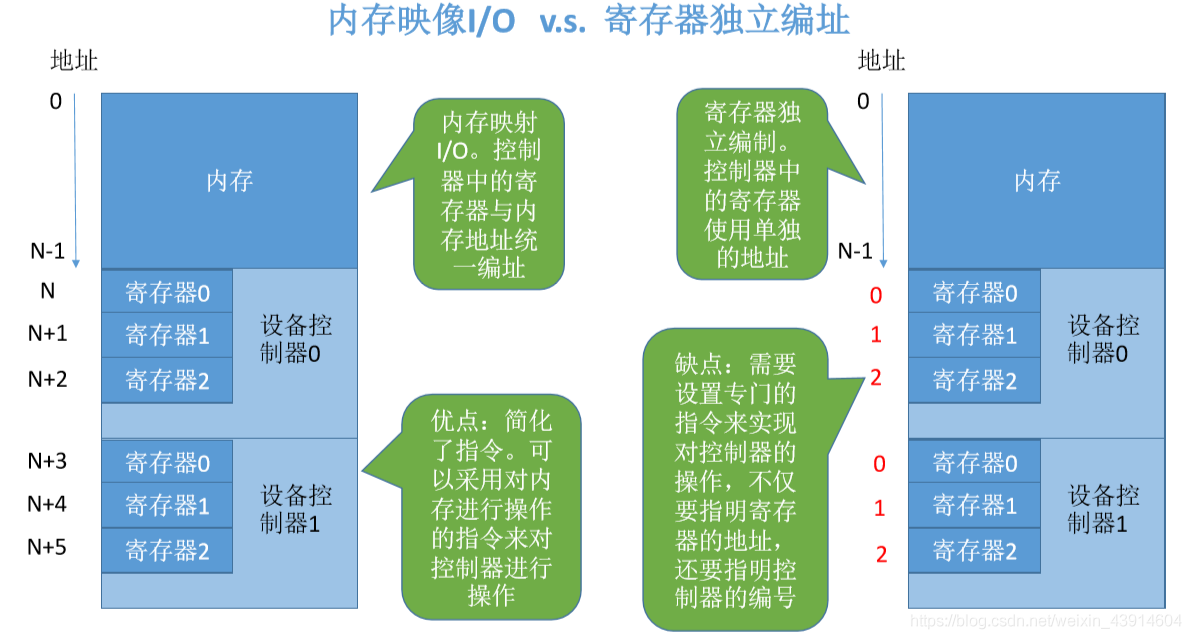 内存映像I/O v.s. 寄存器独立编址
地址
0
内存
N-1
N
寄存器0
N+1
寄存器1
N+2
寄存器2
设备控
制器0
N+3
寄存器0
N+4
寄存器1
N+5
寄存器2
设备控
制器1
内存映射
I/O。控制
器中的寄
存器与内
存地址统
一编址
优点：简化
了指令。可
以采用对内
存进行操作
的指令来对
控制器进行
操作
寄存器独
立编制。
控制器中
的寄存器
使用单独
的地址
缺点：需要
设置专门的
指令来实现
对控制器的
操作，不仅
要指明寄存
器的地址，
还要指明控
制器的编号
地址
0
内存
N-1
0
寄存器0
1
寄存器1
2
寄存器2
设备控
制器0
0
寄存器0
1
寄存器1
2
寄存器2
设备控
制器1
https://blog.csdn.net/weixin_43914604